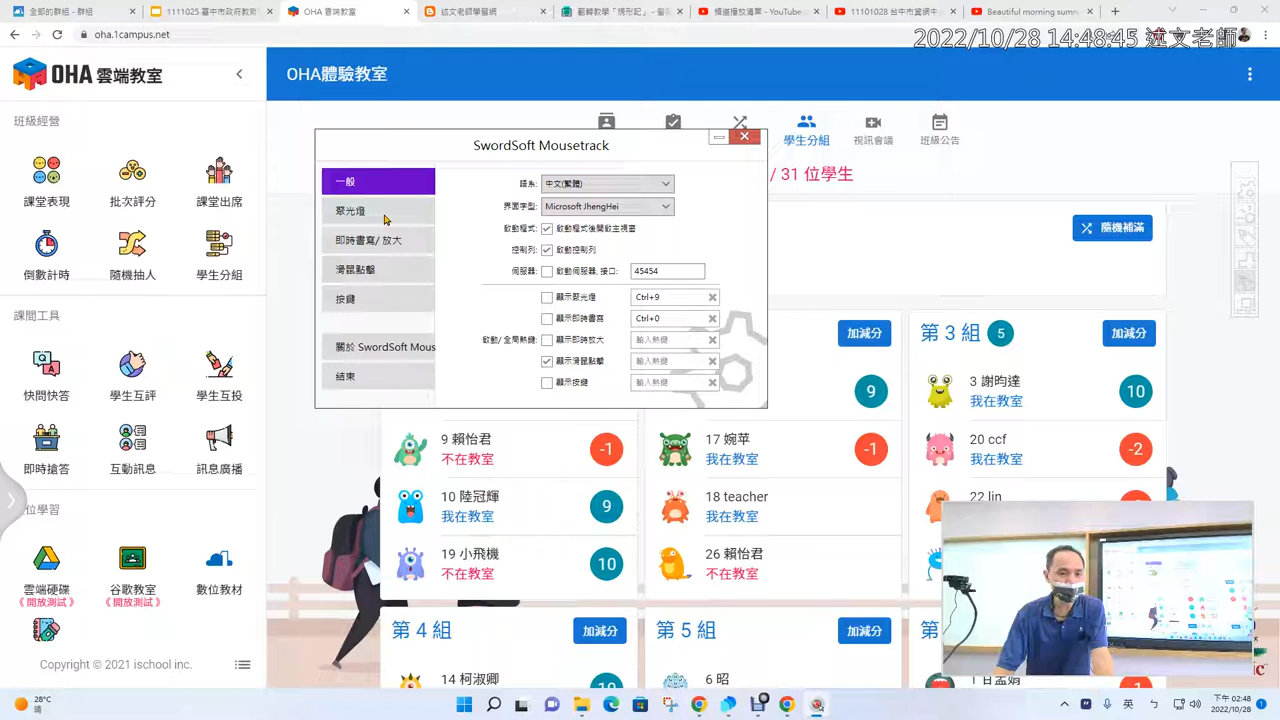 全部的群組 - 群組
1111025 臺中市政府教育
OHA 雲端教室
述文老師學習網
翻轉教學「現形記」 - 晉
頻道播放清單 - YouTube
11101028 台中市資網中
Beautiful morning sum
oha.1campus.net
2022/10/28 14:48:45 述文老師
OHA 雲端教室
OHA體驗教室
班級經營
課堂表現
批次評分
課堂出席
倒數計時
隨機抽人
學生分組
課間工具
快問快答
學生互評
學生互投
即時搶答
互動訊息
訊息廣播
位學習
雲端硬碟
《 開放測試 》
谷歌教室
《 開放測試 》
數位教材
Copyright © 2021 ischool inc.
學生分組
視訊會議
班級公告
/ 31 位學生
隨機補滿
SwordSoft Mousetrack
一般
聚光燈
即時書寫/ 放大
滑鼠點擊
按鍵
關於 SwordSoft Mous
結束
語系:
中文(繁體)
界面字型:
Microsoft JhengHei
啟動程式:
啟動程式後開啟主視窗
控制列:
啟動控制列
伺服器:
啟動伺服器, 接口:
45454
顯示聚光燈
Ctrl+9
顯示即時書寫
Ctrl+0
啟動/ 全局熱鍵:
顯示即時放大
輸入熱鍵
顯示滑鼠點擊
輸入熱鍵
顯示按鍵
輸入熱鍵
9 賴怡君
不在教室
-1
10 陸冠輝
我在教室
9
19 小飛機
我在教室
10
加減分
9
17 婉苹
我在教室
-1
18 teacher
我在教室
26 賴怡君
不在教室
第 3 組 5
加減分
3 謝昀達
我在教室
10
20 ccf
我在教室
-2
22 lin
第 4 組
加減分
14 柯淑卿
第 5 組
加減分
6 昭
第
28°C
晴
英
下午 02:48
2022/10/28